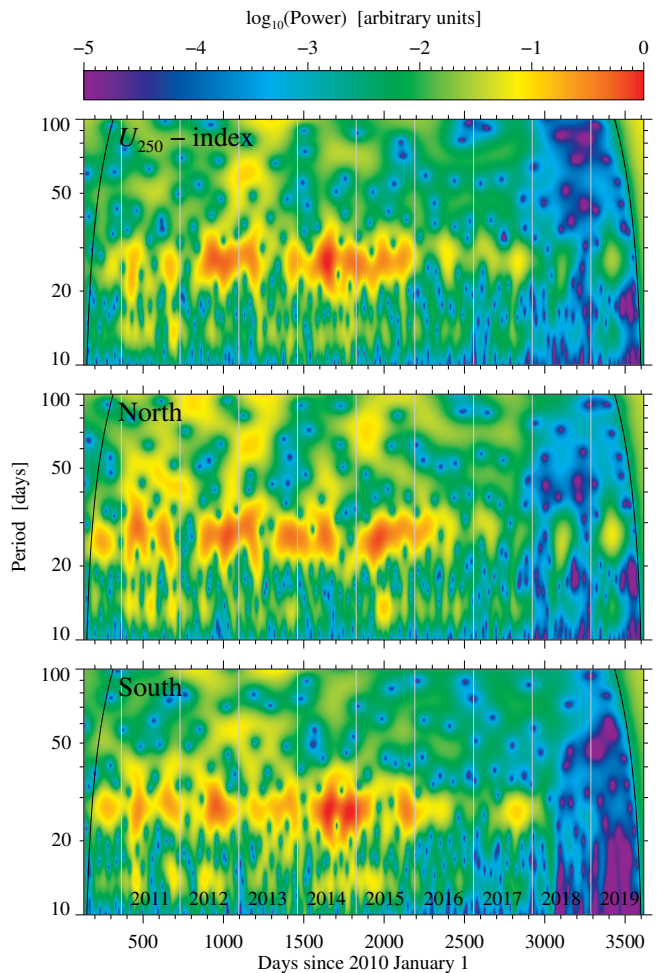 log₁₀(Power) [arbitrary units]
−5 −4 −3 −2 −1 0
U₂₅₀ − index
100
50
20
10
North
100
50
20
10
Period [days]
South
100
50
20
10
2011 2012 2013 2014 2015 2016 2017 2018 2019
500 1000 1500 2000 2500 3000 3500
Days since 2010 January 1